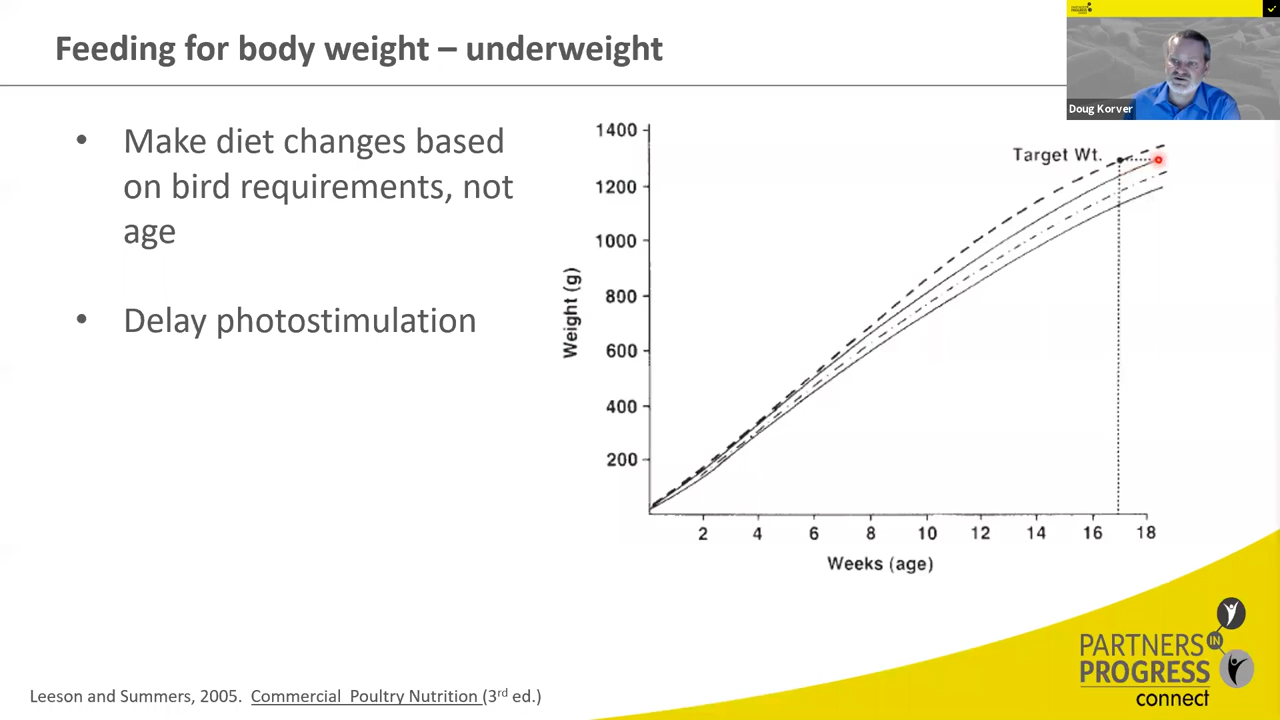 Feeding for body weight – underweight
Doug Korver
• Make diet changes based
on bird requirements, not
age
• Delay photostimulation
Target Wt.
Weight (g)
1400
1200
1000
800
600
400
200
2 4 6 8 10 12 14 16 18
Weeks (age)
PARTNERS
IN
PROGRESS
connect
Leeson and Summers, 2005. Commercial Poultry Nutrition (3rd ed.)